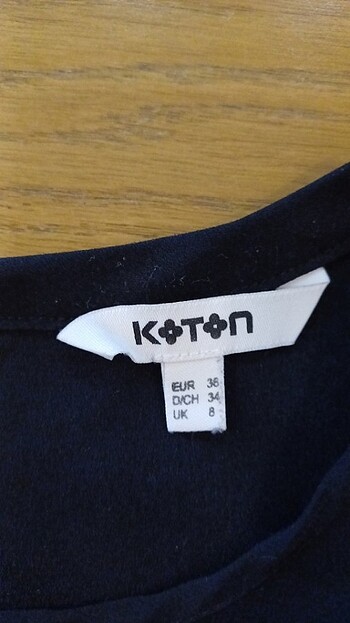 KOTON
EUR 36
D/CH 34
UK 8